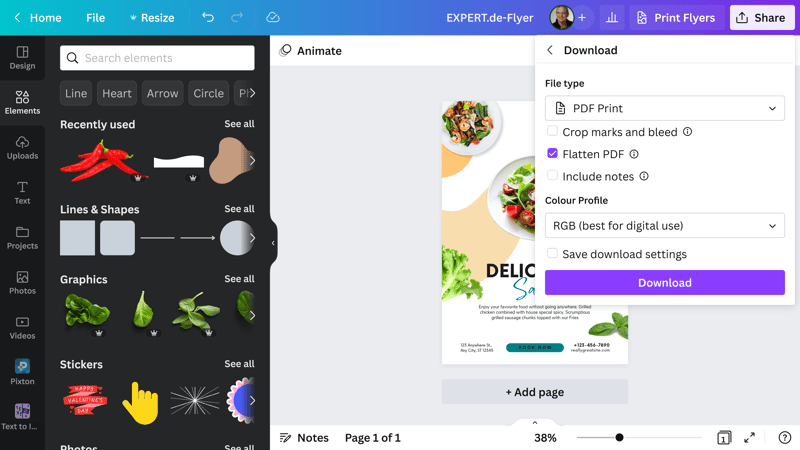 Home File Resize EXPERT.de-Flyer Print Flyers Share
Design
Elements
Uploads
Text
Projects
Photos
Videos
Pixton
Text to I...
Search elements
Line Heart Arrow Circle
Recently used See all
Lines & Shapes See all
Graphics See all
Stickers See all
HAPPY
VALENTINE'S
DAY
Photos See all
Animate
Download
File type
PDF Print
Crop marks and bleed
Flatten PDF
Include notes
Colour Profile
RGB (best for digital use)
Save download settings
Download
Enjoy your favourite food without going anywhere. Grilled
chicken combined with house special spicy. Scrumptious
grilled sausage chunks topped with our Fries
123 Anywhere St.,
Any City, ST 12345
BOOK NOW
+123-456-7890
reallygreatsite.com
+ Add page
Notes Page 1 of 1 38% 1